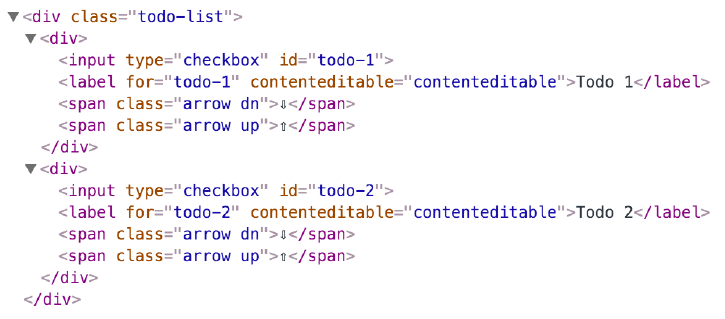 ▼<div class="todo-list">
▼<div>
<input type="checkbox" id="todo-1">
<label for="todo-1" contenteditable="contenteditable">Todo 1</label>
<span class="arrow dn">⇩</span>
<span class="arrow up">⇧</span>
</div>
▼<div>
<input type="checkbox" id="todo-2">
<label for="todo-2" contenteditable="contenteditable">Todo 2</label>
<span class="arrow dn">⇩</span>
<span class="arrow up">⇧</span>
</div>
</div>